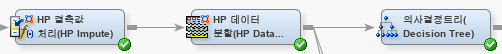 HP 결측값
처리(HP Impute)
HP 데이터
분할(HP Data...
의사결정트리(
Decision Tree)